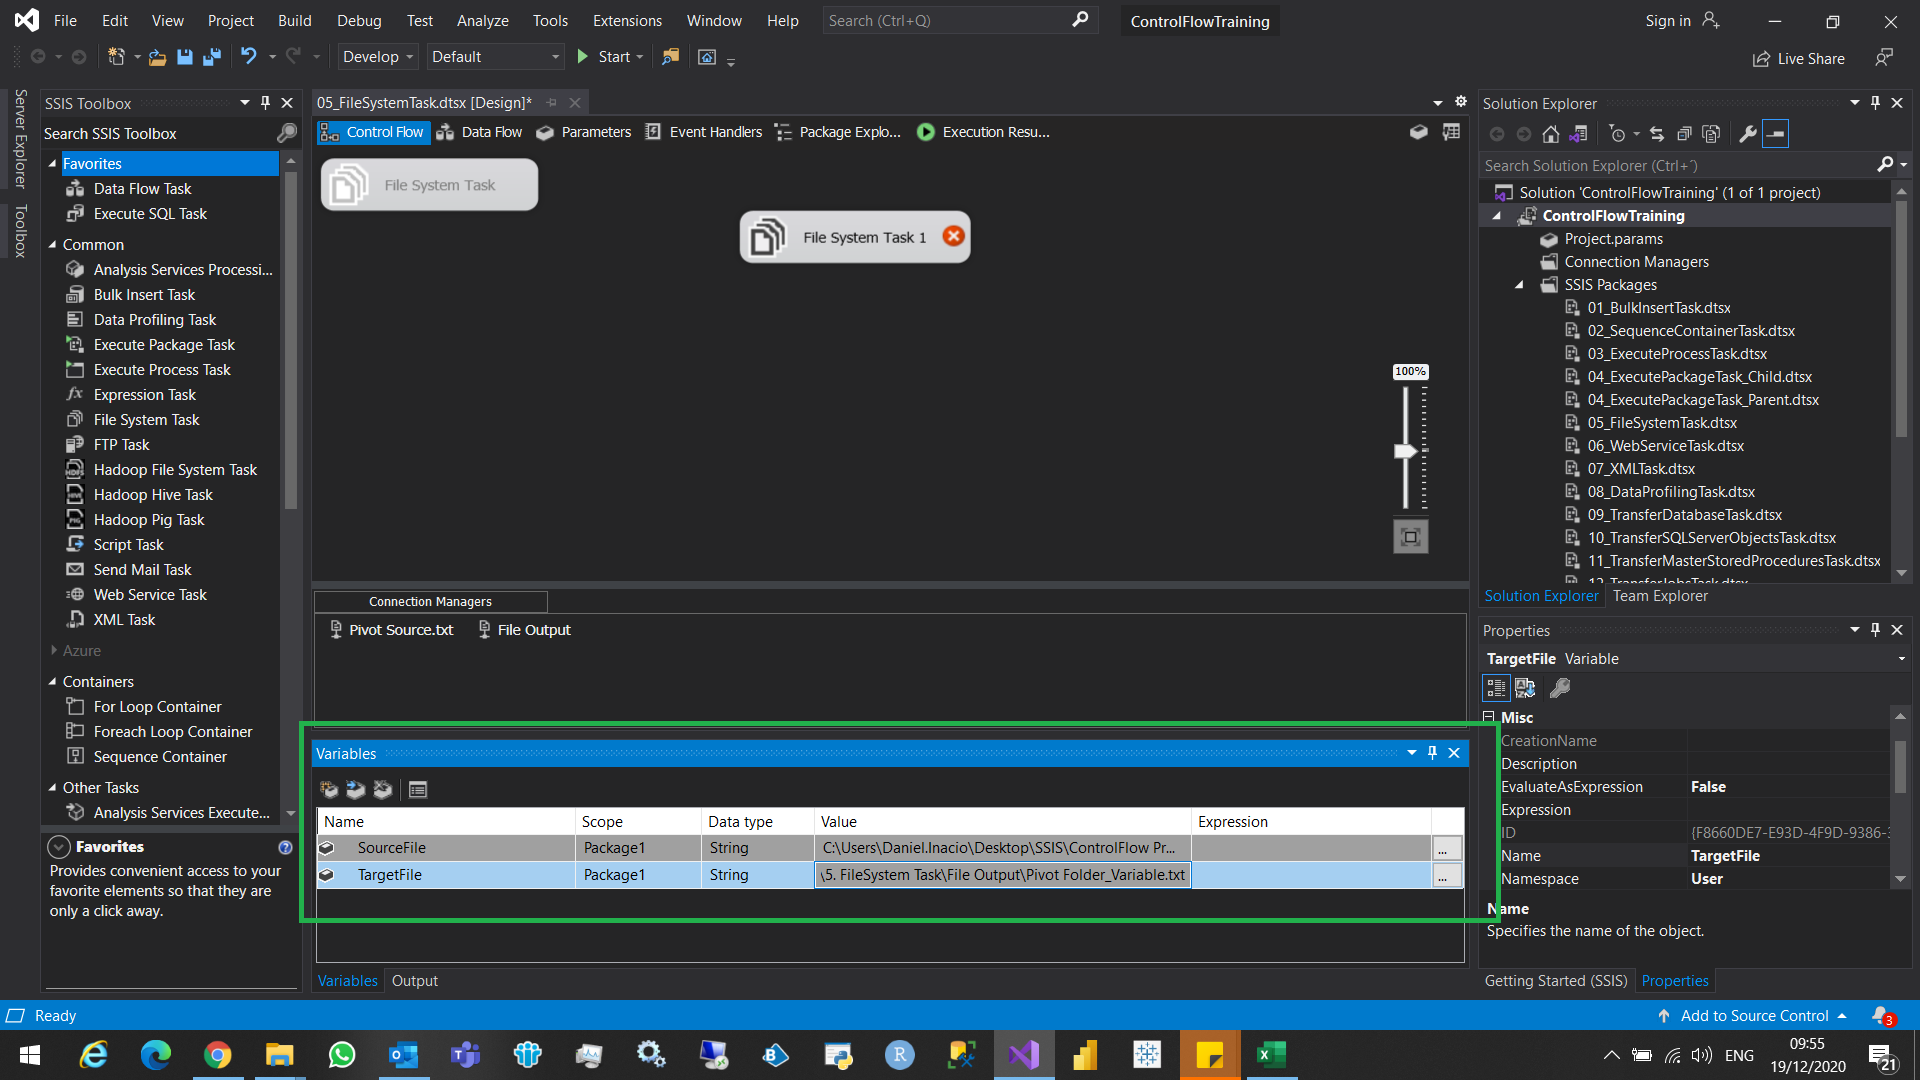 File Edit View Project Build Debug Test Analyze Tools Extensions Window Help Search (Ctrl+Q) ControlFlowTraining Sign in
Develop Default Start Live Share
Server Explorer
Toolbox
SSIS Toolbox
Search SSIS Toolbox
Favorites
Data Flow Task
Execute SQL Task
Common
Analysis Services Processi...
Bulk Insert Task
Data Profiling Task
Execute Package Task
Execute Process Task
Expression Task
File System Task
FTP Task
Hadoop File System Task
Hadoop Hive Task
Hadoop Pig Task
Script Task
Send Mail Task
Web Service Task
XML Task
Azure
Containers
For Loop Container
Foreach Loop Container
Sequence Container
Other Tasks
Analysis Services Execute...
Favorites
Provides convenient access to your
favorite elements so that they are
only a click away.
05_FileSystemTask.dtsx [Design]*
Control Flow Data Flow Parameters Event Handlers Package Explo... Execution Resu...
File System Task
File System Task 1
100%
Connection Managers
Pivot Source.txt File Output
Variables
Name Scope Data type Value Expression
SourceFile Package1 String C:\Users\Daniel.Inacio\Desktop\SSIS\ControlFlow Pr... ...
TargetFile Package1 String \5. FileSystem Task\File Output\Pivot Folder_Variable.txt ...
Variables Output
Solution Explorer
Search Solution Explorer (Ctrl+´)
Solution 'ControlFlowTraining' (1 of 1 project)
ControlFlowTraining
Project.params
Connection Managers
SSIS Packages
01_BulkInsertTask.dtsx
02_SequenceContainerTask.dtsx
03_ExecuteProcessTask.dtsx
04_ExecutePackageTask_Child.dtsx
04_ExecutePackageTask_Parent.dtsx
05_FileSystemTask.dtsx
06_WebServiceTask.dtsx
07_XMLTask.dtsx
08_DataProfilingTask.dtsx
09_TransferDatabaseTask.dtsx
10_TransferSQLServerObjectsTask.dtsx
11_TransferMasterStoredProceduresTask.dtsx
12_TransferJobsTask.dtsx
Solution Explorer Team Explorer
Properties
TargetFile Variable
Misc
CreationName
Description
EvaluateAsExpression False
Expression
ID {F8660DE7-E93D-4F9D-9386-
Name TargetFile
Namespace User
Name
Specifies the name of the object.
Getting Started (SSIS) Properties
Ready Add to Source Control 3
ENG 09:55
19/12/2020 21